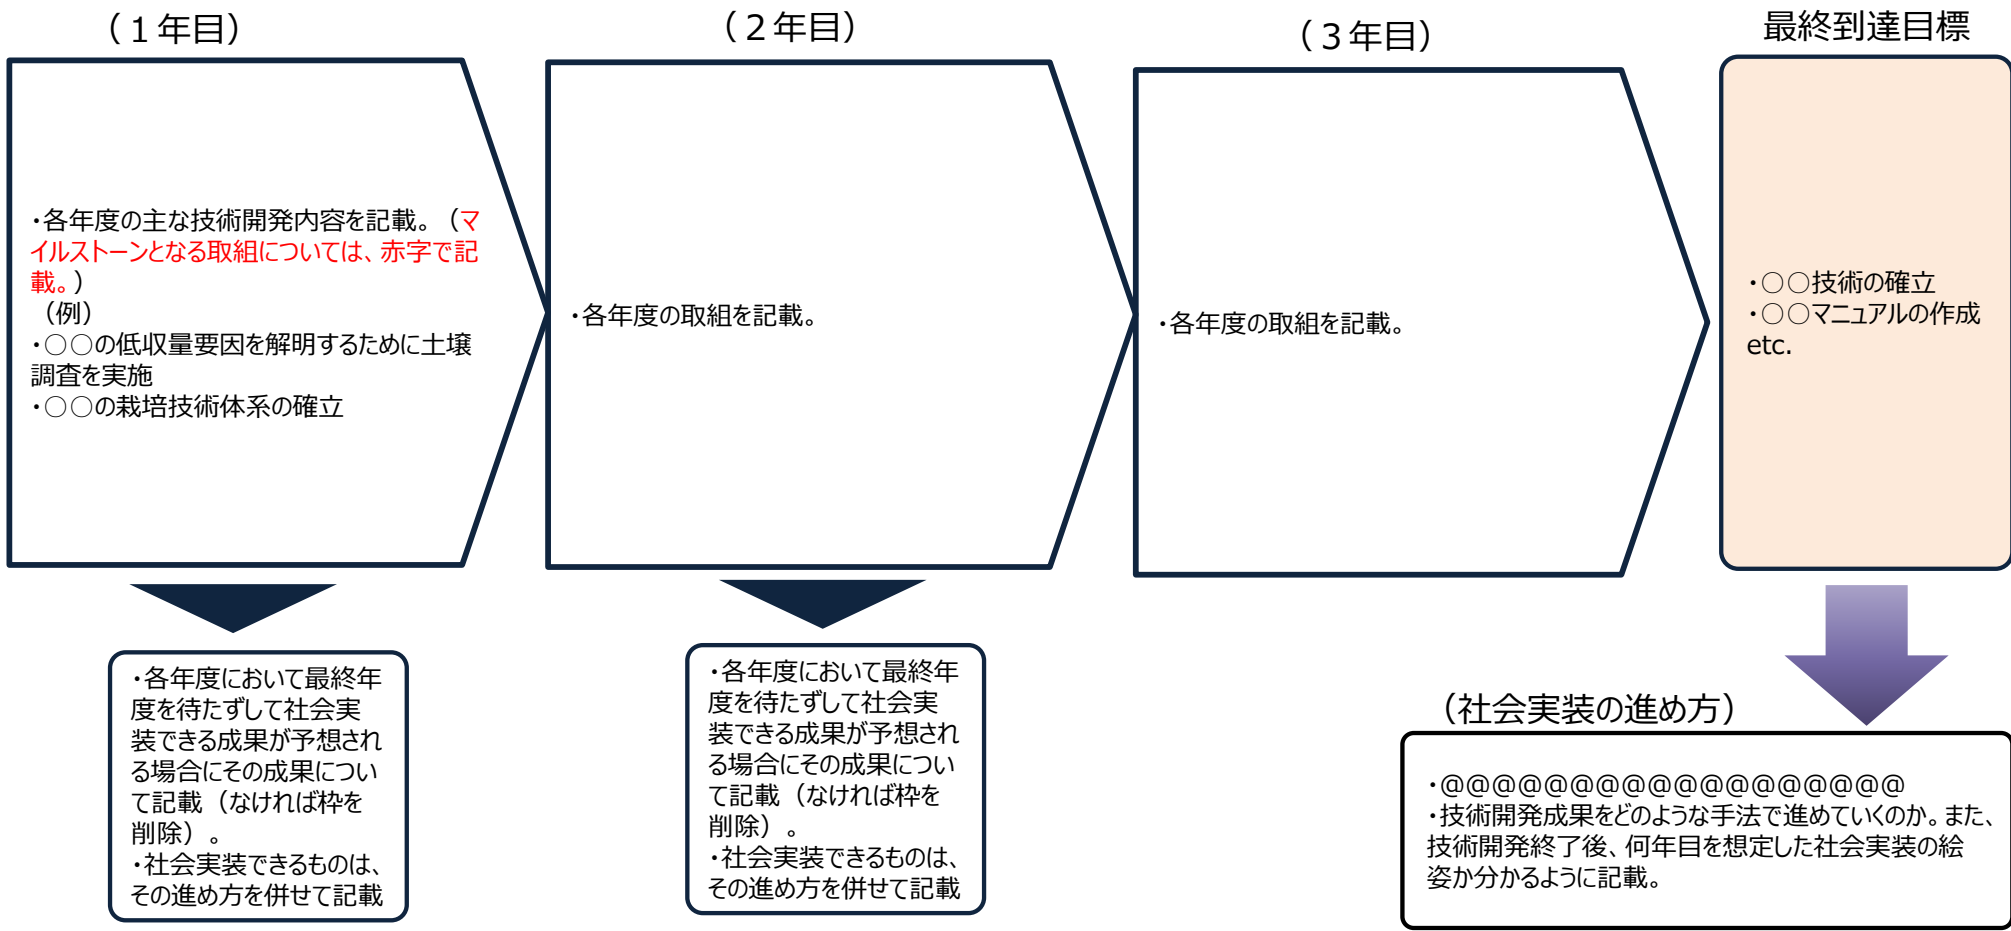 （１年目）
（２年目）
（３年目）
最終到達目標
・各年度の主な技術開発内容を記載。（マ
イルストーンとなる取組については、赤字で記
載。）
（例）
・○○の低収量要因を解明するために土壌
調査を実施
・○○の栽培技術体系の確立
・各年度の取組を記載。
・各年度の取組を記載。
・○○技術の確立
・○○マニュアルの作成
etc.
・各年度において最終年
度を待たずして社会実
装できる成果が予想され
る場合にその成果につい
て記載（なければ枠を
削除）。
・社会実装できるものは、
その進め方を併せて記載
・各年度において最終年
度を待たずして社会実
装できる成果が予想され
る場合にその成果につい
て記載（なければ枠を
削除）。
・社会実装できるものは、
その進め方を併せて記載
（社会実装の進め方）
・@@@@@@@@@@@@@@@@@@
・技術開発成果をどのような手法で進めていくのか。また、
技術開発終了後、何年目を想定した社会実装の絵
姿か分かるように記載。